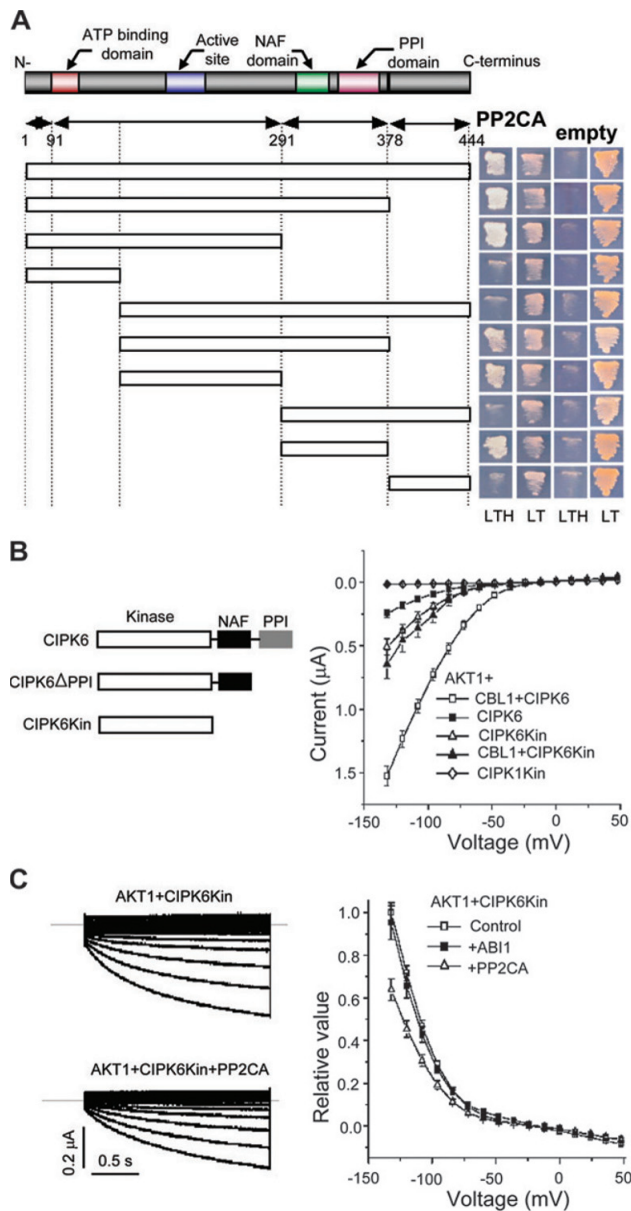 A
ATP binding domain
Active site
NAF domain
PPI domain
N-
C-terminus
PP2CA
empty
1 91 291 378 444
LTH LT LTH LT
B
Kinase
NAF PPI
CIPK6
CIPK6ΔPPI
CIPK6Kin
0.0
0.5
1.0
1.5
Current (μA)
AKT1+
CBL1+CIPK6
CIPK6
CIPK6Kin
CBL1+CIPK6Kin
CIPK1Kin
-150 -100 -50 0 50
Voltage (mV)
C
AKT1+CIPK6Kin
AKT1+CIPK6Kin+PP2CA
0.2 μA
0.5 s
AKT1+CIPK6Kin
Control
+ABI1
+PP2CA
1.0
0.8
0.6
0.4
0.2
0.0
Relative value
-150 -100 -50 0 50
Voltage (mV)